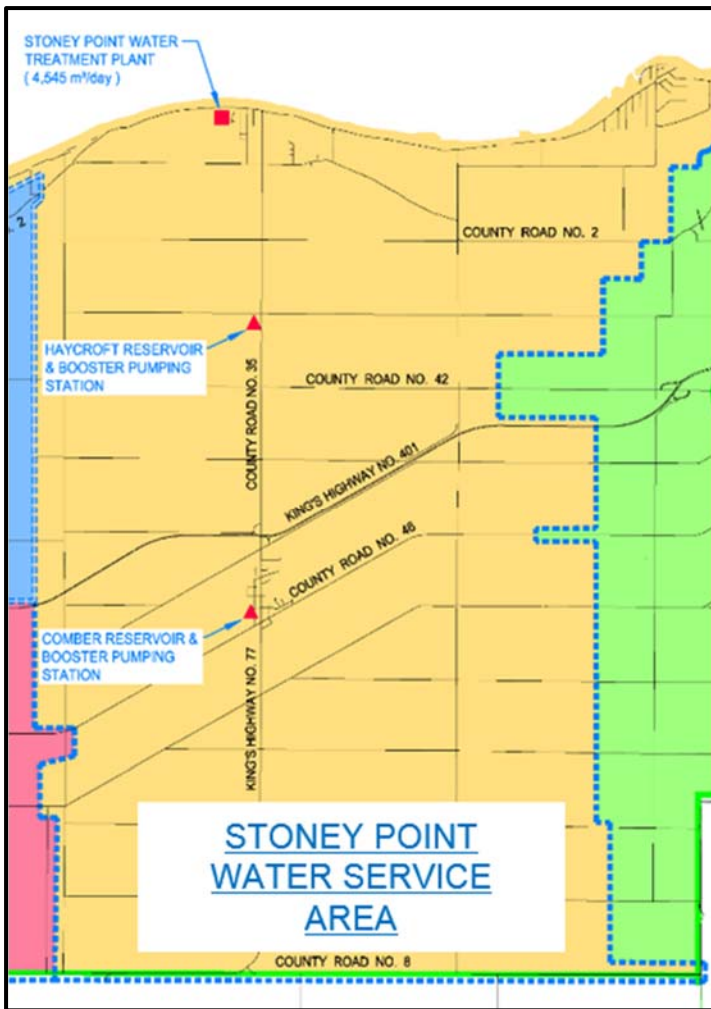 STONEY POINT WATER
TREATMENT PLANT
( 4,545 m³/day )
2
COUNTY ROAD NO. 2
HAYCROFT RESERVOIR
& BOOSTER PUMPING
STATION
COUNTY ROAD NO. 35
COUNTY ROAD NO. 42
KING'S HIGHWAY NO. 401
COUNTY ROAD NO. 46
COMBER RESERVOIR &
BOOSTER PUMPING
STATION
KING'S HIGHWAY NO. 77
STONEY POINT
WATER SERVICE
AREA
COUNTY ROAD NO. 8